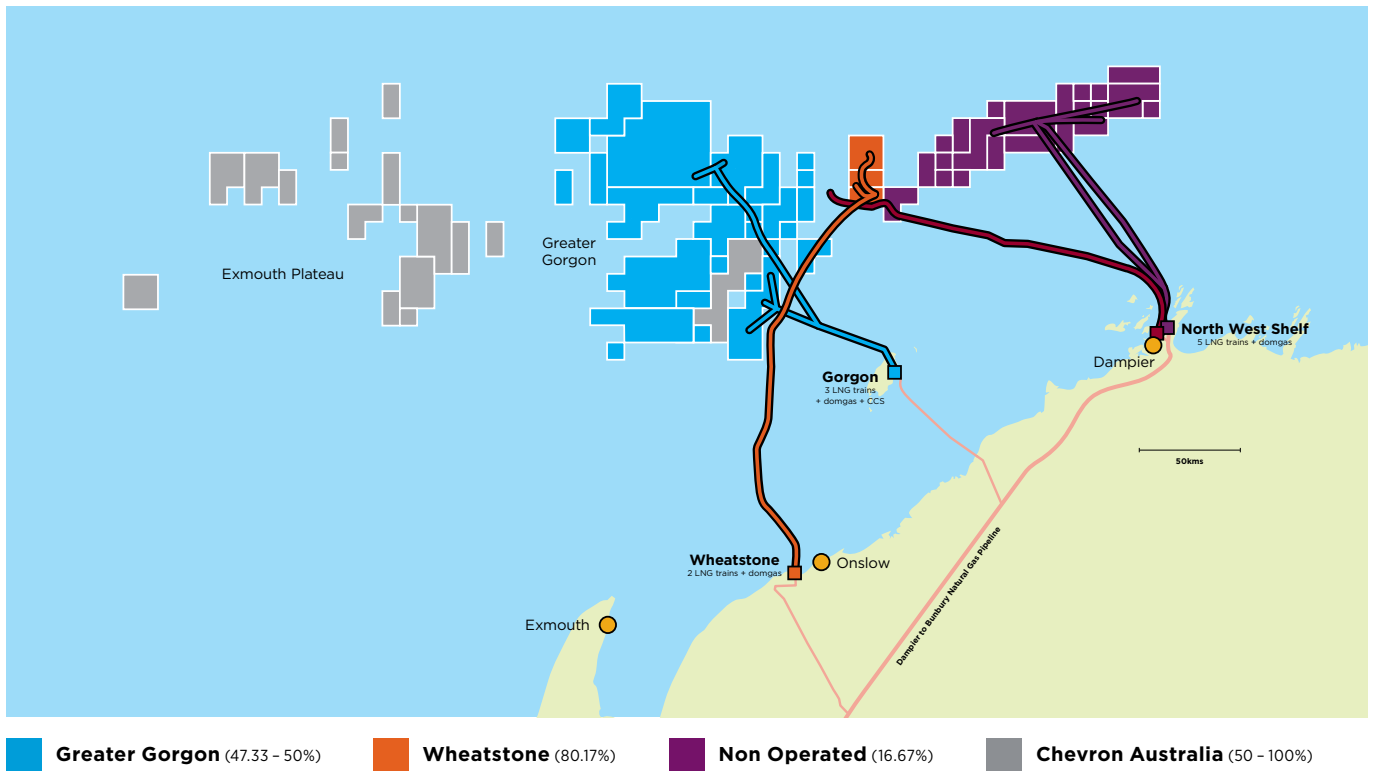 Exmouth Plateau
Greater
Gorgon
North West Shelf
5 LNG trains + domgas
Dampier
Gorgon
3 LNG trains
+ domgas + CCS
50kms
Wheatstone
2 LNG trains + domgas
Onslow
Dampier to Bunbury Natural Gas Pipeline
Exmouth
Greater Gorgon (47.33 – 50%)
Wheatstone (80.17%)
Non Operated (16.67%)
Chevron Australia (50 – 100%)